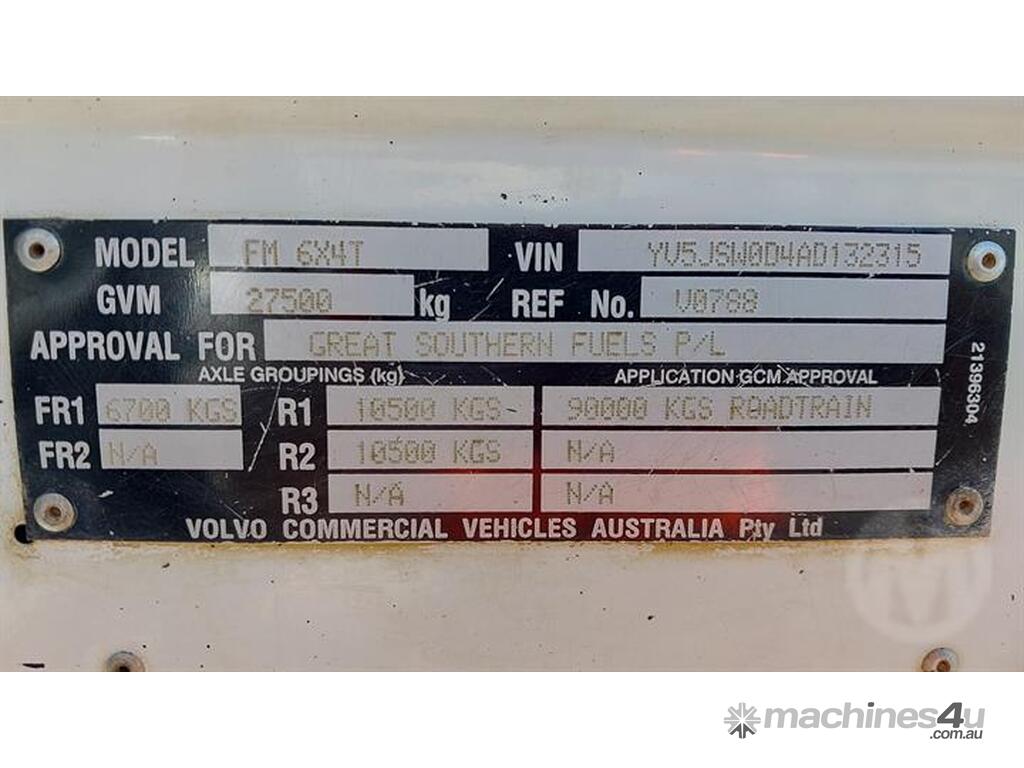 MODEL FM 6X4T VIN YV5JSW0D4AD132315
GVM 27500 kg REF No. V0788
APPROVAL FOR GREAT SOUTHERN FUELS P/L
AXLE GROUPINGS (kg) APPLICATION GCM APPROVAL
FR1 6700 KGS R1 10500 KGS 90000 KGS ROADTRAIN
FR2 N/A R2 10500 KGS N/A
R3 N/A N/A
VOLVO COMMERCIAL VEHICLES AUSTRALIA Pty Ltd
21396304
machines4u
.com.au